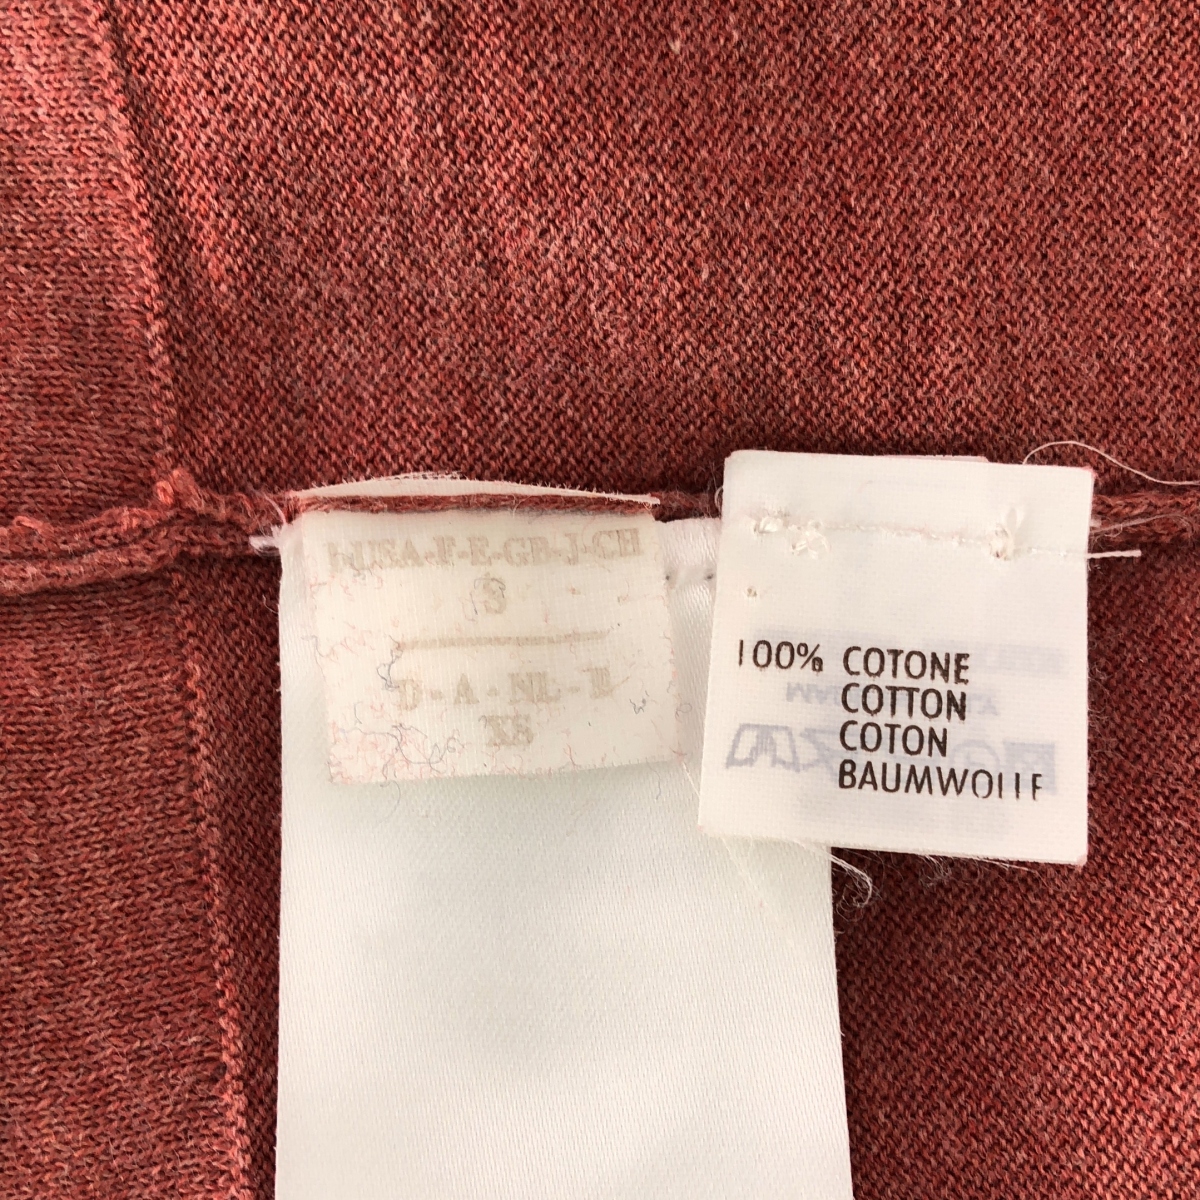 I-USA-F-E-GB-J-CH
S
D - A - NL - B
XS
100% COTONE
COTTON
COTON
BAUMWOLLE